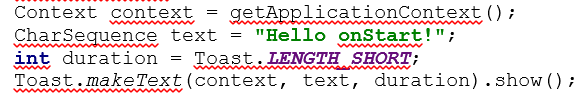 Context context = getApplicationContext();
CharSequence text = "Hello onStart!";
int duration = Toast.LENGTH_SHORT;
Toast.makeText(context, text, duration).show();